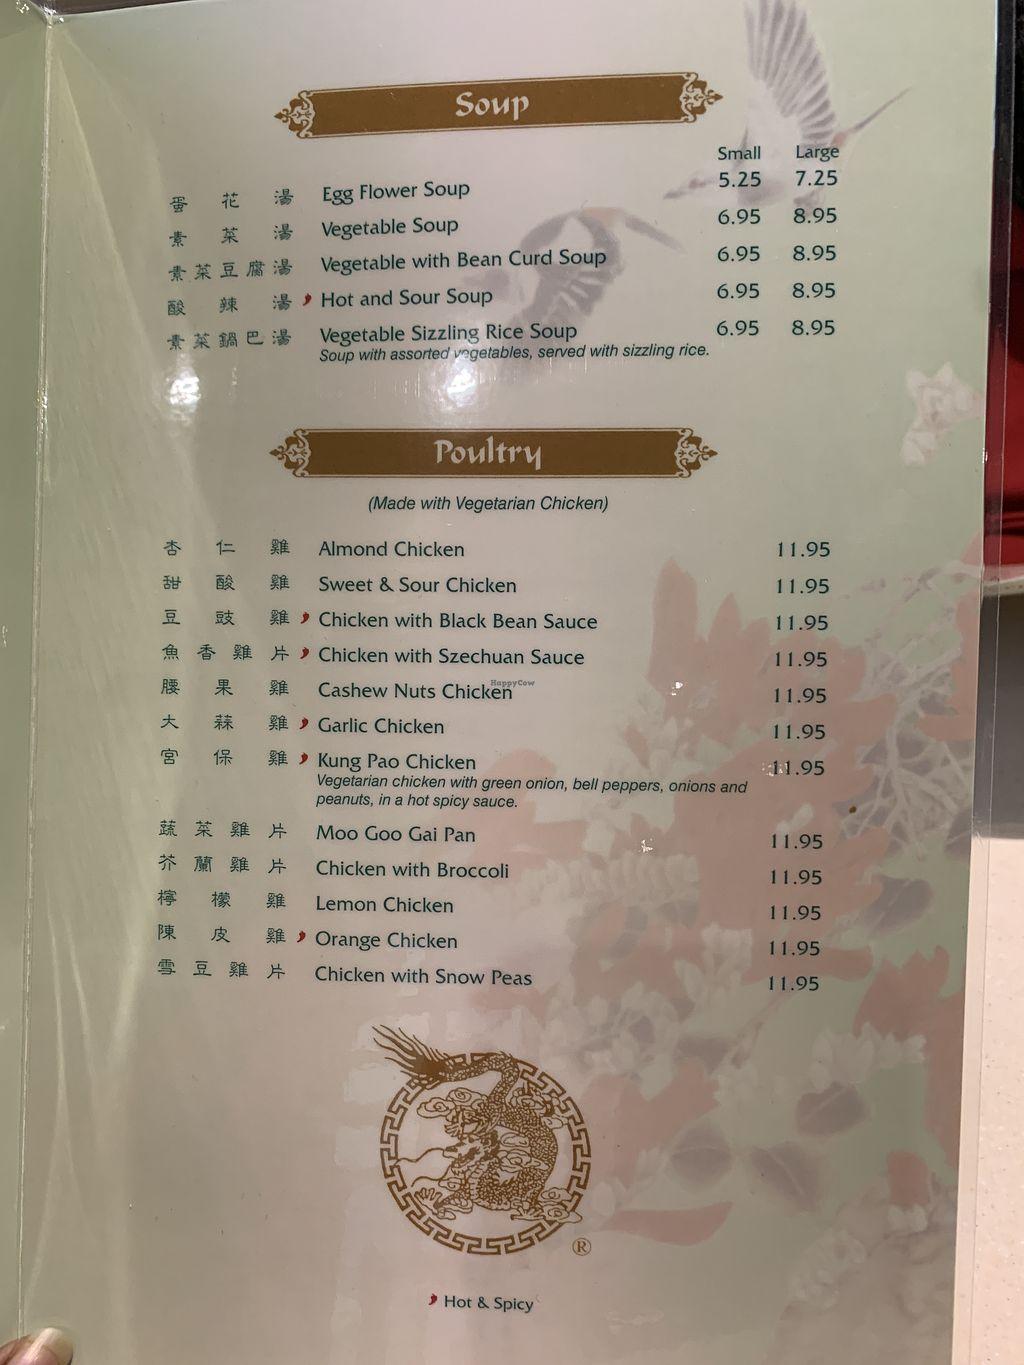 Soup
Small Large
蛋花湯 Egg Flower Soup 5.25 7.25
素菜湯 Vegetable Soup 6.95 8.95
素菜豆腐湯 Vegetable with Bean Curd Soup 6.95 8.95
酸辣湯 Hot and Sour Soup 6.95 8.95
素菜鍋巴湯 Vegetable Sizzling Rice Soup 6.95 8.95
Soup with assorted vegetables, served with sizzling rice.
Poultry
(Made with Vegetarian Chicken)
杏仁雞 Almond Chicken 11.95
甜酸雞 Sweet & Sour Chicken 11.95
豆豉雞 Chicken with Black Bean Sauce 11.95
魚香雞片 Chicken with Szechuan Sauce 11.95
HappyCow
腰果雞 Cashew Nuts Chicken 11.95
大蒜雞 Garlic Chicken 11.95
宮保雞 Kung Pao Chicken 11.95
Vegetarian chicken with green onion, bell peppers, onions and
peanuts, in a hot spicy sauce.
蔬菜雞片 Moo Goo Gai Pan 11.95
芥蘭雞片 Chicken with Broccoli 11.95
檸檬雞 Lemon Chicken 11.95
陳皮雞 Orange Chicken 11.95
雪豆雞片 Chicken with Snow Peas 11.95
®
Hot & Spicy